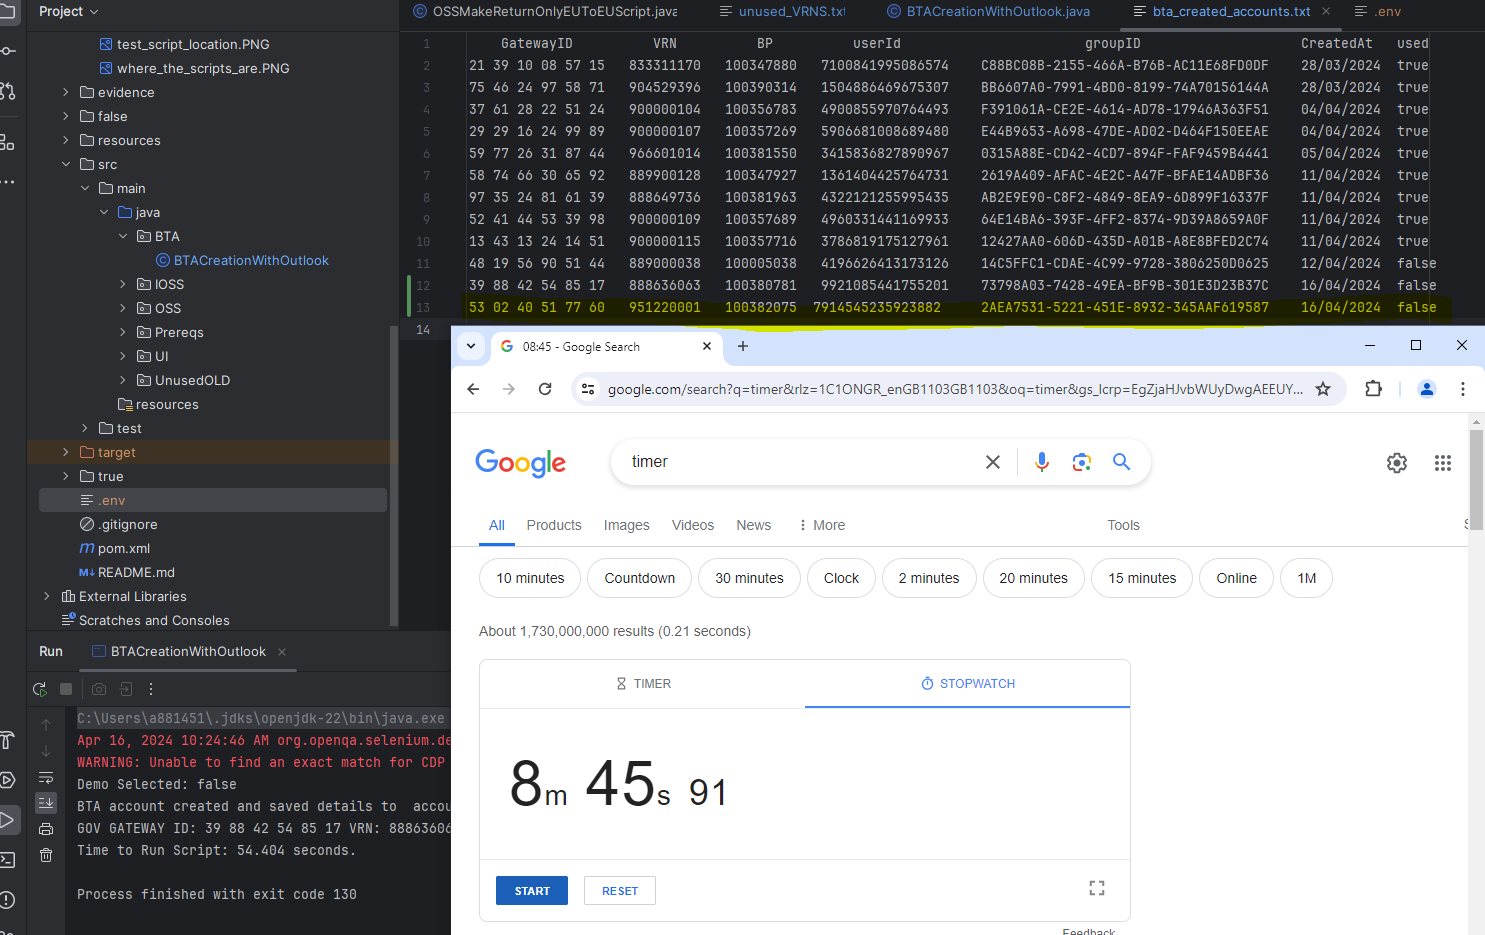 Project
OSSMakeReturnOnlyEUToEUScript.java
unused_VRNS.txt
BTACreationWithOutlook.java
bta_created_accounts.txt
.env
test_script_location.PNG
where_the_scripts_are.PNG
evidence
false
resources
src
main
java
BTA
BTACreationWithOutlook
IOSS
OSS
Prereqs
UI
UnusedOLD
resources
test
target
true
.env
.gitignore
pom.xml
README.md
External Libraries
Scratches and Consoles
1 GatewayID VRN BP userId groupID CreatedAt used
2 21 39 10 08 57 15 833311170 100347880 7100841995086574 C88BC08B-2155-466A-B76B-AC11E68FD0DF 28/03/2024 true
3 75 46 24 97 58 71 904529396 100390314 1504886469675307 BB6607A0-7991-4BD0-8199-74A70156144A 28/03/2024 true
4 37 61 28 22 51 24 900000104 100356783 4900855970764493 F391061A-CE2E-4614-AD78-17946A363F51 04/04/2024 true
5 29 29 16 24 99 89 900000107 100357269 5906681008689480 E44B9653-A698-47DE-AD02-D464F150EEAE 04/04/2024 true
6 59 77 26 31 87 44 966601014 100381550 3415836827890967 0315A88E-CD42-4CD7-894F-FAF9459B4441 05/04/2024 true
7 58 74 66 30 65 92 889900128 100347927 1361404425764731 2619A409-AFAC-4E2C-A47F-BFAE14ADBF36 11/04/2024 true
8 97 35 24 81 61 39 888649736 100381963 4322121255995435 AB2E9E90-C8F2-4849-8EA9-6D899F16337F 11/04/2024 true
9 52 41 44 53 39 98 900000109 100357689 4960331441169933 64E14BA6-393F-4FF2-8374-9D39A8659A0F 11/04/2024 true
10 13 43 13 24 14 51 900000115 100357716 3786819175127961 12427AA0-606D-435D-A01B-A8E8BFED2C74 11/04/2024 true
11 48 19 56 90 51 44 889000038 100005038 4196626413173126 14C5FFC1-CDAE-4C99-9728-3806250D0625 12/04/2024 false
12 39 88 42 54 85 17 888636063 100380781 9921085441755201 73798A03-7428-49EA-BF9B-301E3D23B37C 16/04/2024 false
13 53 02 40 51 77 60 951220001 100382075 7914545235923882 2AEA7531-5221-451E-8932-345AAF619587 16/04/2024 false
14
08:45 - Google Search
google.com/search?q=timer&rlz=1C1ONGR_enGB1103GB1103&oq=timer&gs_lcrp=EgZjaHJvbWUyDwgAEEUY...
Google
timer
All Products Images Videos News More Tools
10 minutes Countdown 30 minutes Clock 2 minutes 20 minutes 15 minutes Online 1M
About 1,730,000,000 results (0.21 seconds)
TIMER STOPWATCH
8m 45s 91
START RESET
Feedback
Run BTACreationWithOutlook
C:\Users\a881451\.jdks\openjdk-22\bin\java.exe
Apr 16, 2024 10:24:46 AM org.openqa.selenium.de
WARNING: Unable to find an exact match for CDP
Demo Selected: false
BTA account created and saved details to accou
GOV GATEWAY ID: 39 88 42 54 85 17 VRN: 88863606
Time to Run Script: 54.404 seconds.
Process finished with exit code 130